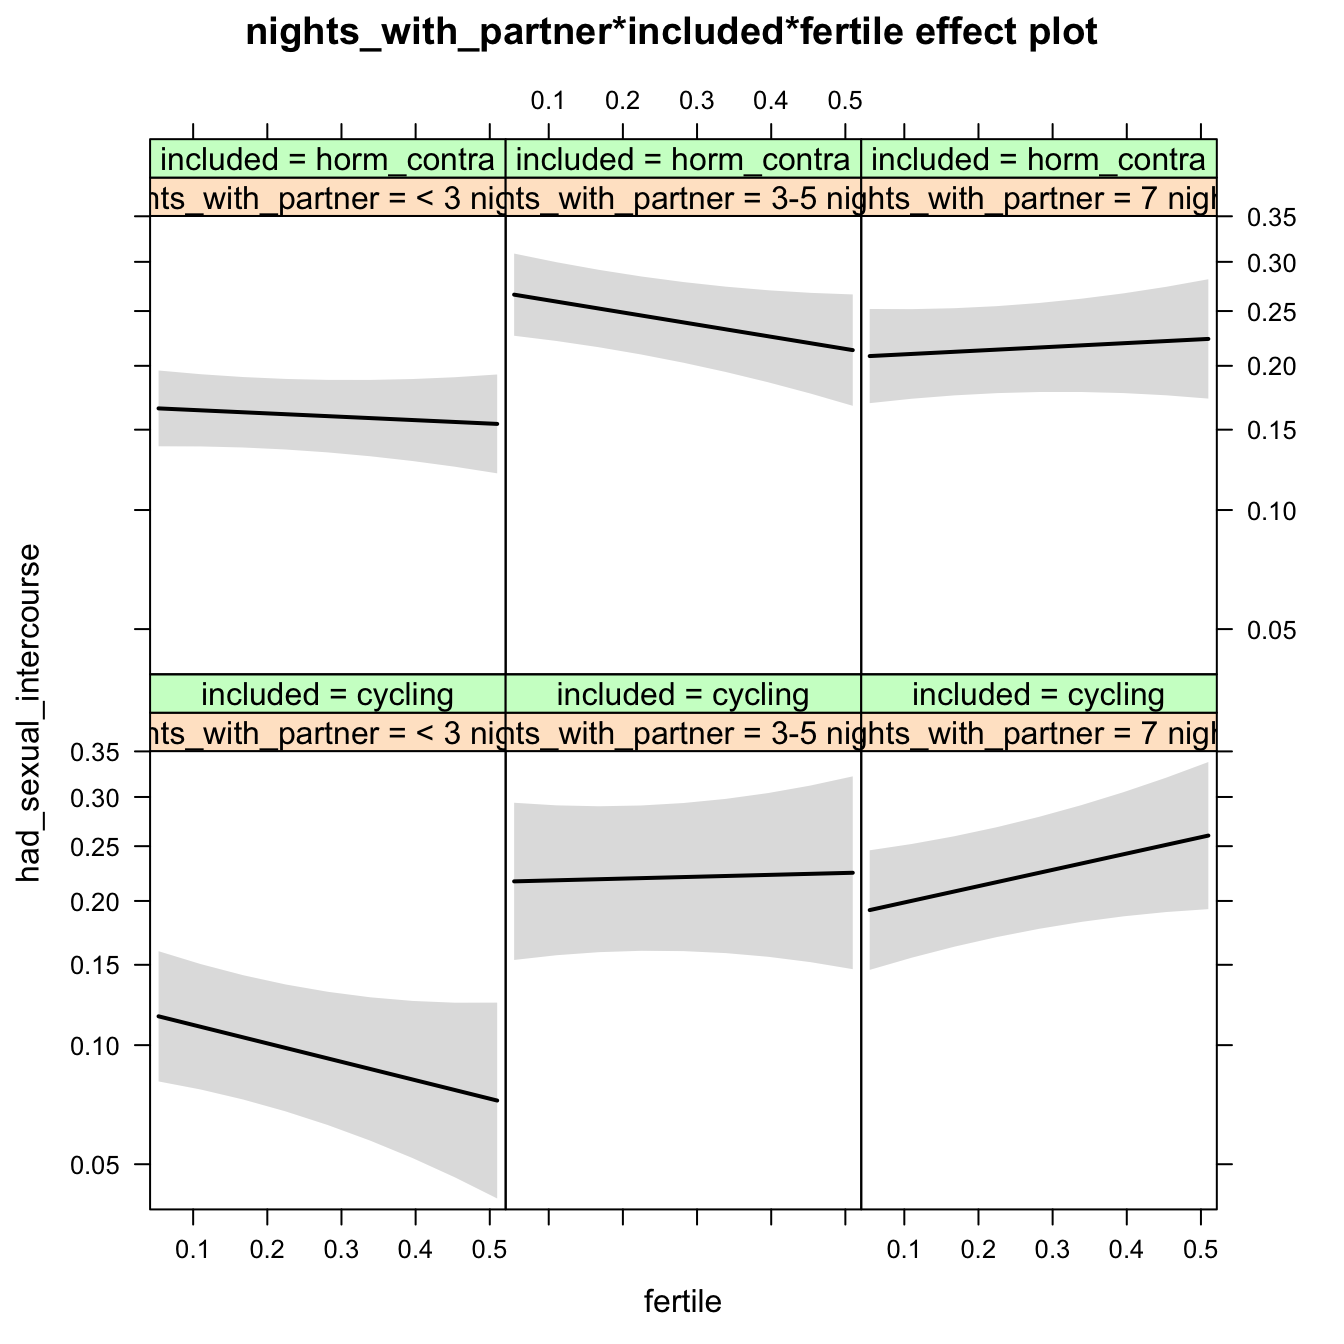 nights_with_partner*included*fertile effect plot
0.1 0.2 0.3 0.4 0.5
included = horm_contra included = horm_contra included = horm_contra
hts_with_partner = < 3 nig hts_with_partner = 3-5 nig ghts_with_partner = 7 nigh
0.35
0.30
0.25
0.20
0.15
0.10
0.05
had_sexual_intercourse
included = cycling included = cycling included = cycling
hts_with_partner = < 3 nig hts_with_partner = 3-5 nig ghts_with_partner = 7 nigh
0.35
0.30
0.25
0.20
0.15
0.10
0.05
0.1 0.2 0.3 0.4 0.5 0.1 0.2 0.3 0.4 0.5
fertile